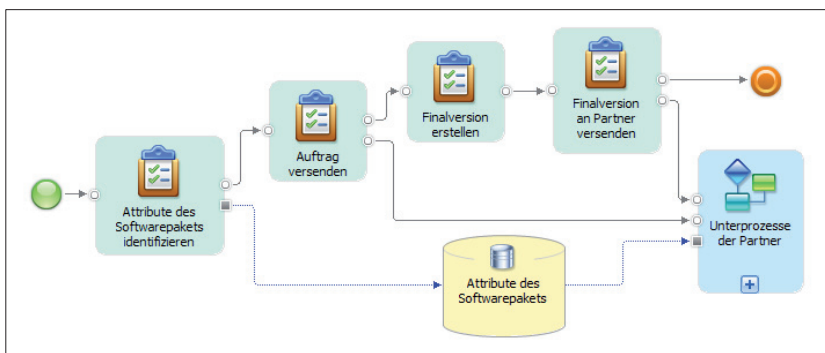 Attribute des
Softwarepakets
identifizieren
Auftrag
versenden
Finalversion
erstellen
Finalversion
an Partner
versenden
Unterprozesse
der Partner
Attribute des
Softwarepakets